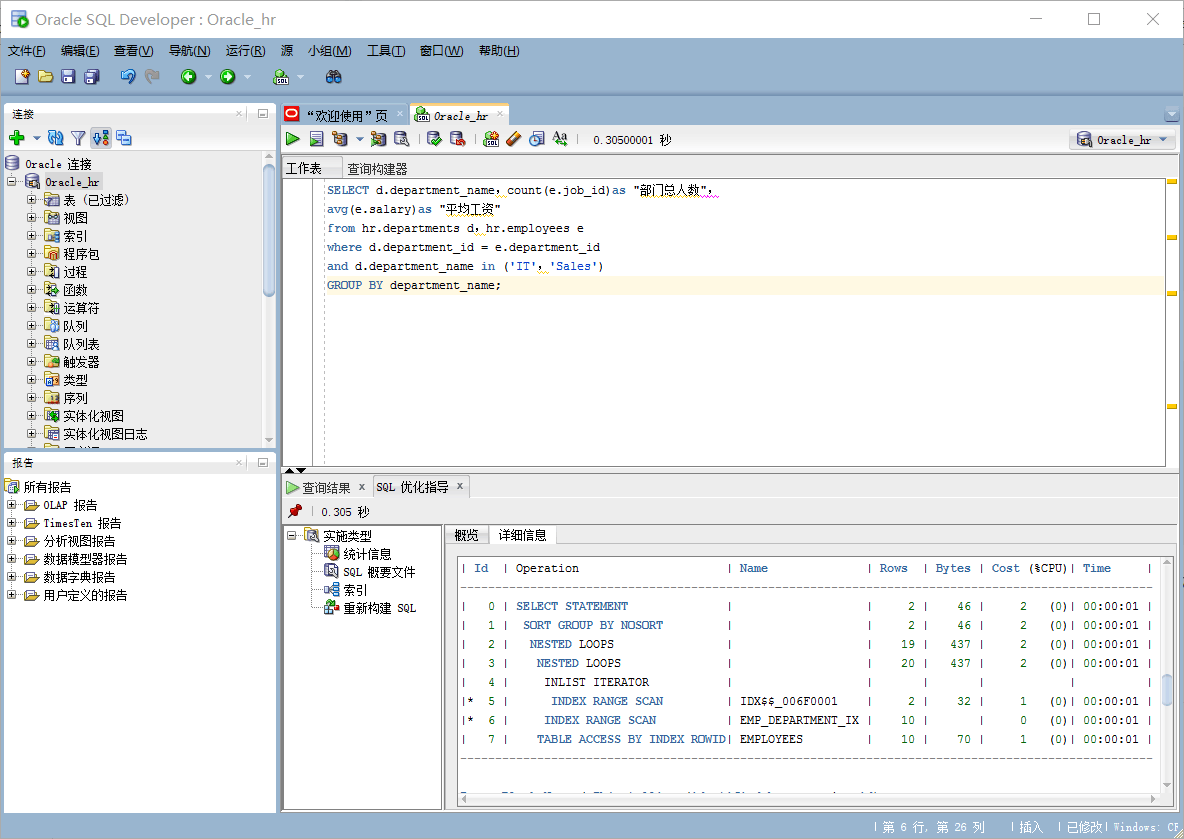 Oracle SQL Developer : Oracle_hr
文件(F) 编辑(E) 查看(V) 导航(N) 运行(R) 源 小组(M) 工具(T) 窗口(W) 帮助(H)
连接
Oracle 连接
Oracle_hr
表 (已过滤)
视图
索引
程序包
过程
函数
运算符
队列
队列表
触发器
类型
序列
实体化视图
实体化视图日志
报告
所有报告
OLAP 报告
TimesTen 报告
分析视图报告
数据模型器报告
数据字典报告
用户定义的报告
“欢迎使用”页 Oracle_hr
0.30500001 秒 Oracle_hr
工作表 查询构建器
SELECT d.department_name，count(e.job_id)as "部门总人数"，
avg(e.salary)as "平均工资"
from hr.departments d，hr.employees e
where d.department_id = e.department_id
and d.department_name in ('IT'，'Sales')
GROUP BY department_name;
查询结果 x SQL 优化指导 x
0.305 秒
实施类型
统计信息
SQL 概要文件
索引
重新构建 SQL
概览 详细信息
| Id | Operation | Name | Rows | Bytes | Cost (%CPU)| Time |
| 0 | SELECT STATEMENT | | 2 | 46 | 2 (0)| 00:00:01 |
| 1 | SORT GROUP BY NOSORT | | 2 | 46 | 2 (0)| 00:00:01 |
| 2 | NESTED LOOPS | | 19 | 437 | 2 (0)| 00:00:01 |
| 3 | NESTED LOOPS | | 20 | 437 | 2 (0)| 00:00:01 |
| 4 | INLIST ITERATOR | | | | | |
|* 5 | INDEX RANGE SCAN | IDX$$_006F0001 | 2 | 32 | 1 (0)| 00:00:01 |
|* 6 | INDEX RANGE SCAN | EMP_DEPARTMENT_IX | 10 | | 0 (0)| 00:00:01 |
| 7 | TABLE ACCESS BY INDEX ROWID| EMPLOYEES | 10 | 70 | 1 (0)| 00:00:01 |
第 6 行, 第 26 列 | 插入 | 已修改| Windows: CR